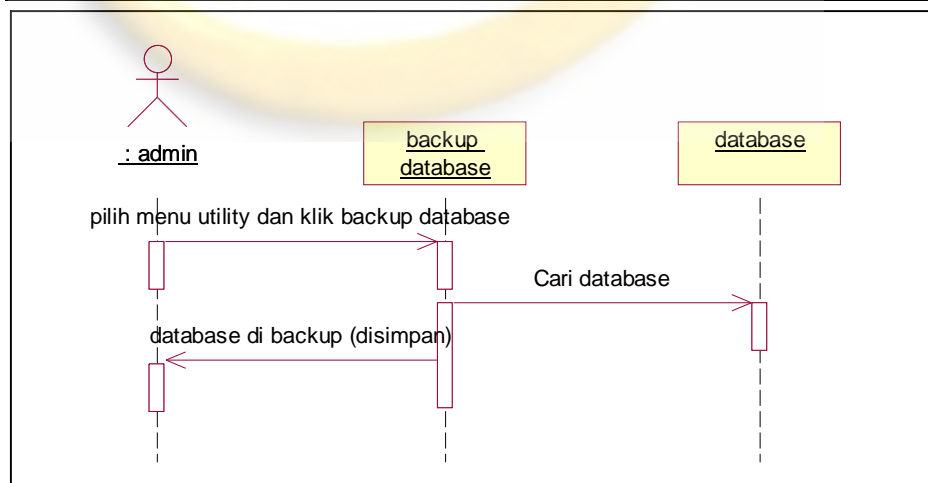 : admin
backup
database
database
pilih menu utility dan klik backup database
Cari database
database di backup (disimpan)